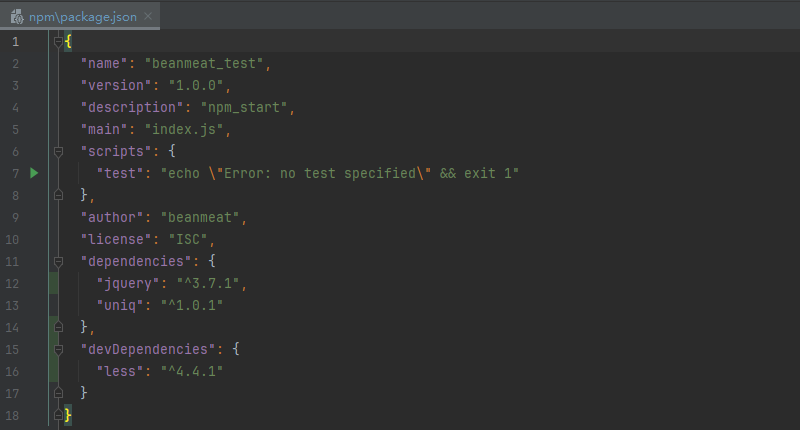 npm\package.json
1 {
2 "name": "beanmeat_test",
3 "version": "1.0.0",
4 "description": "npm_start",
5 "main": "index.js",
6 "scripts": {
7 "test": "echo \"Error: no test specified\" && exit 1"
8 },
9 "author": "beanmeat",
10 "license": "ISC",
11 "dependencies": {
12 "jquery": "^3.7.1",
13 "uniq": "^1.0.1"
14 },
15 "devDependencies": {
16 "less": "^4.4.1"
17 }
18 }